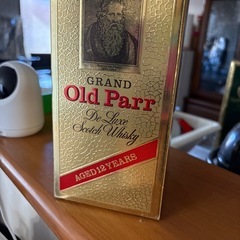 GRAND
Old Parr
De Luxe
Scotch Whisky
AGED 12 YEARS